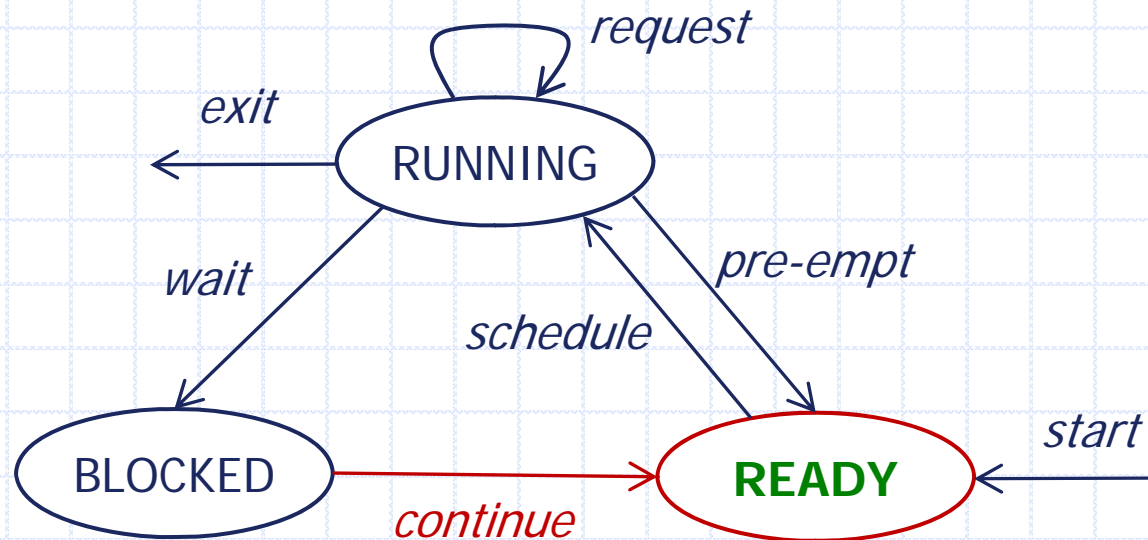 request
exit
RUNNING
wait
pre-empt
schedule
start
BLOCKED
READY
continue